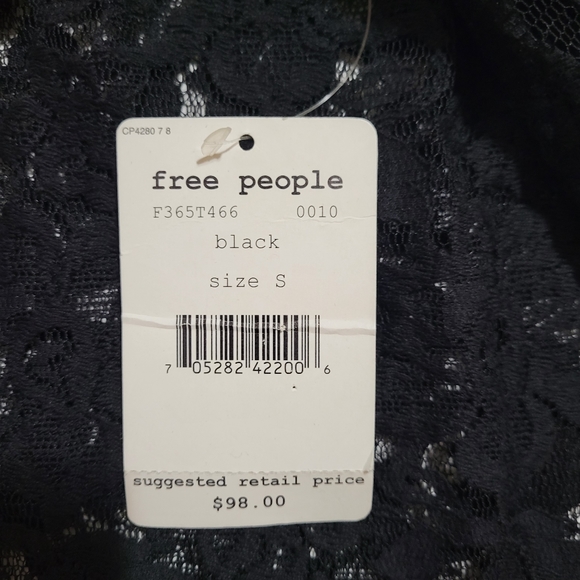 CP4280 7 8
free people
F365T466 0010
black
size S
7 05282 42200 6
suggested retail price
$98.00